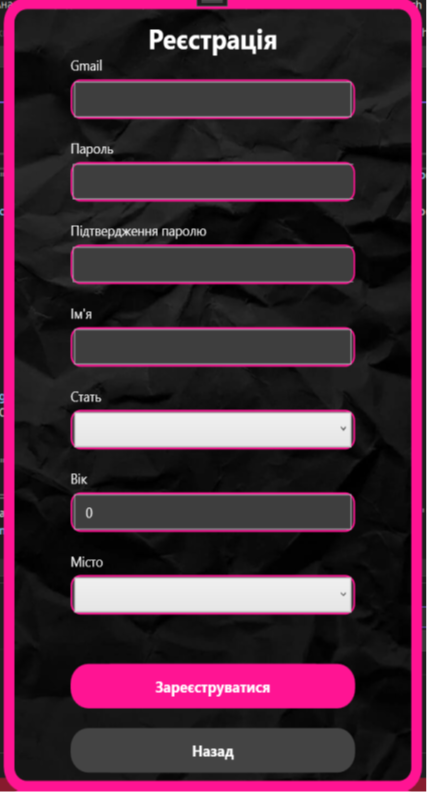 Реєстрація
Gmail
Пароль
Підтвердження паролю
Ім'я
Стать
Вік
0
Місто
Зареєструватися
Назад